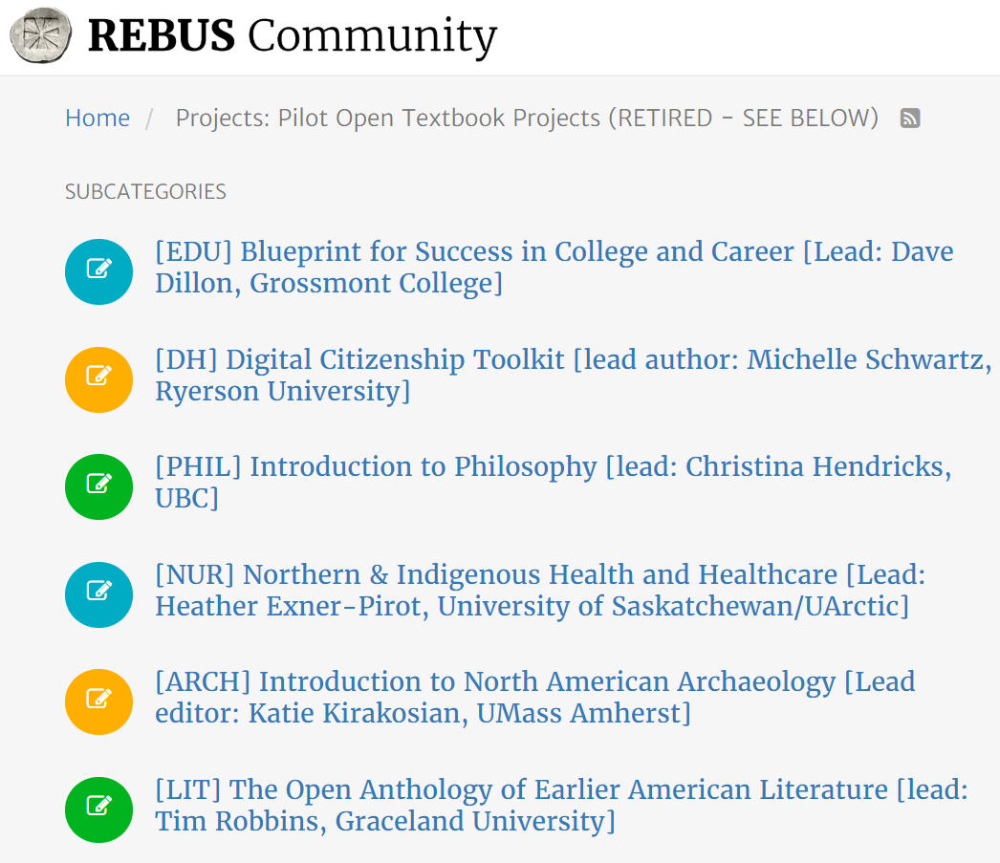 REBUS Community
Home / Projects: Pilot Open Textbook Projects (RETIRED - SEE BELOW)
SUBCATEGORIES
[EDU] Blueprint for Success in College and Career [Lead: Dave
Dillon, Grossmont College]
[DH] Digital Citizenship Toolkit [lead author: Michelle Schwartz,
Ryerson University]
[PHIL] Introduction to Philosophy [lead: Christina Hendricks,
UBC]
[NUR] Northern & Indigenous Health and Healthcare [Lead:
Heather Exner-Pirot, University of Saskatchewan/UArctic]
[ARCH] Introduction to North American Archaeology [Lead
editor: Katie Kirakosian, UMass Amherst]
[LIT] The Open Anthology of Earlier American Literature [lead:
Tim Robbins, Graceland University]